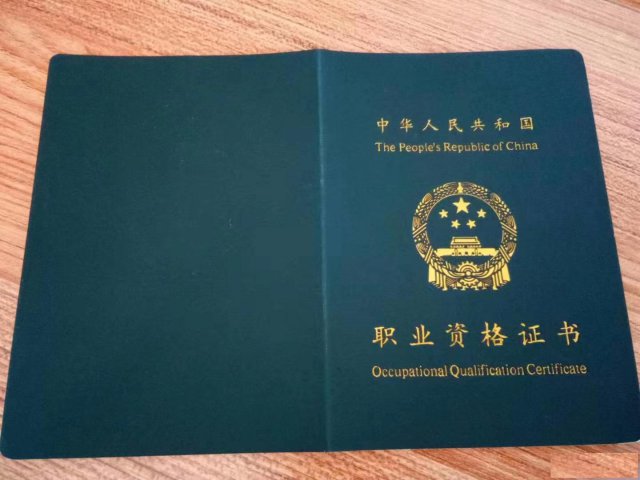 中华人民共和国
The People's Republic of China
职业资格证书
Occupational Qualification Certificate